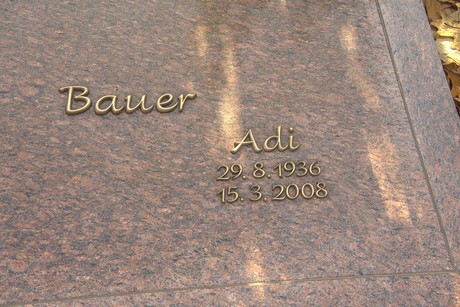 Bauer
Adi
29. 8. 1936
15. 3. 2008